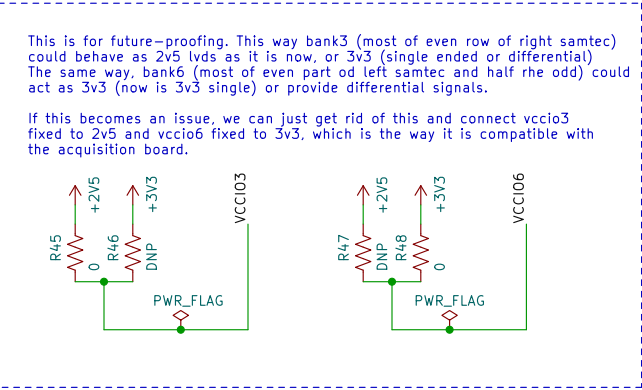 This is for future-proofing. This way bank3 (most of even row of right samtec)
could behave as 2v5 lvds as it is now, or 3v3 (single ended or differential)
The same way, bank6 (most of even part od left samtec and half rhe odd) could
act as 3v3 (now is 3v3 single) or provide differential signals.
If this becomes an issue, we can just get rid of this and connect vccio3
fixed to 2v5 and vccio6 fixed to 3v3, which is the way it is compatible with
the acquisition board.
+2V5
+3V3
VCCIO3
R45
0
R46
DNP
PWR_FLAG
+2V5
+3V3
VCCIO6
R47
DNP
R48
0
PWR_FLAG